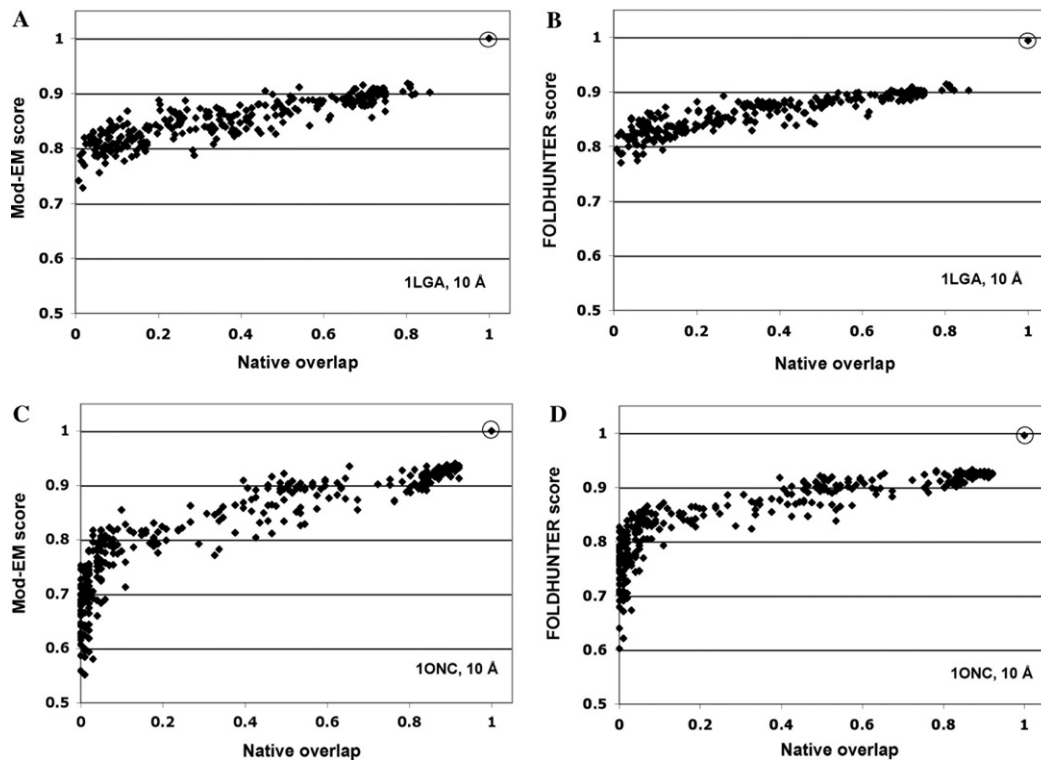 A
Mod-EM score
1
0.9
0.8
0.7
0.6
0.5
0 0.2 0.4 0.6 0.8 1
1LGA, 10 Å
Native overlap
B
FOLDHUNTER score
1
0.9
0.8
0.7
0.6
0.5
0 0.2 0.4 0.6 0.8 1
1LGA, 10 Å
Native overlap
C
Mod-EM score
1
0.9
0.8
0.7
0.6
0.5
0 0.2 0.4 0.6 0.8 1
1ONC, 10 Å
Native overlap
D
FOLDHUNTER score
1
0.9
0.8
0.7
0.6
0.5
0 0.2 0.4 0.6 0.8 1
1ONC, 10 Å
Native overlap